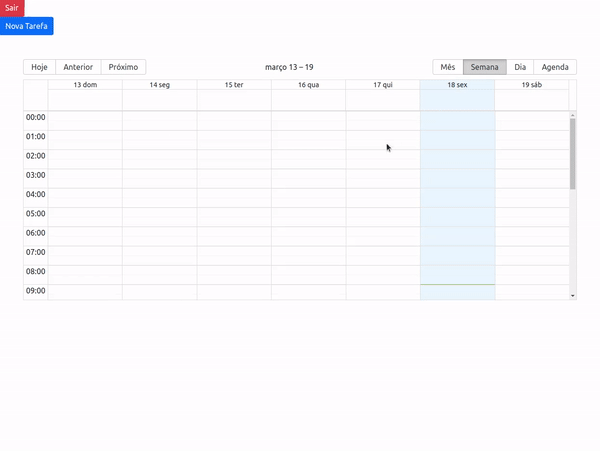 Sair
Nova Tarefa
Hoje Anterior Próximo março 13 – 19 Mês Semana Dia Agenda
13 dom 14 seg 15 ter 16 qua 17 qui 18 sex 19 sáb
00:00
01:00
02:00
03:00
04:00
05:00
06:00
07:00
08:00
09:00